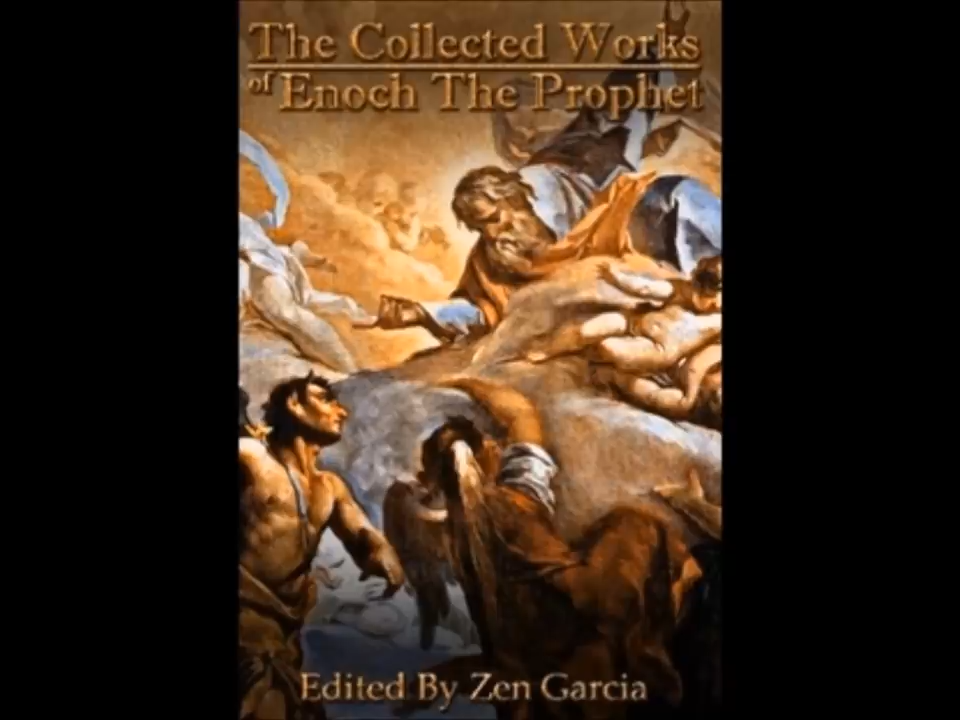 The Collected Works
of Enoch The Prophet
Edited By Zen Garcia